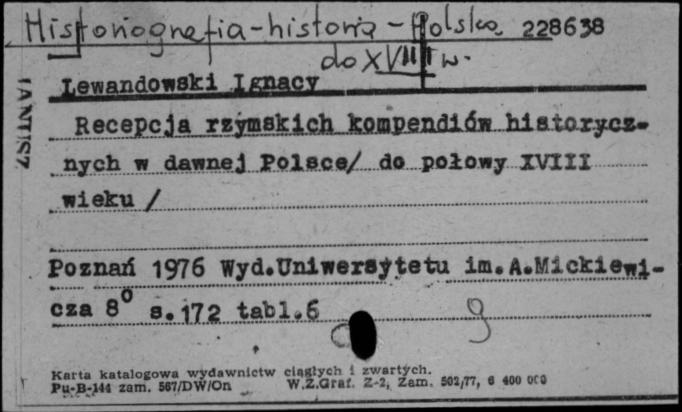 Historiografia-historia-Polska 228638
do XVIII w.
Lewandowski Ignacy
IANUSZ
Recepcja rzymskich kompendiów historycz-
nych w dawnej Polsce/ do połowy XVIII
wieku /
Poznań 1976 Wyd.Uniwersytetu im.A.Mickiewi-
cza 8⁰ s.172 tabl.6
g
Karta katalogowa wydawnictw ciągłych i zwartych.
Pu-B-144 zam. 567/DW/On W.Z.Graf. Z-2, Zam. 502/77, 6 400 000